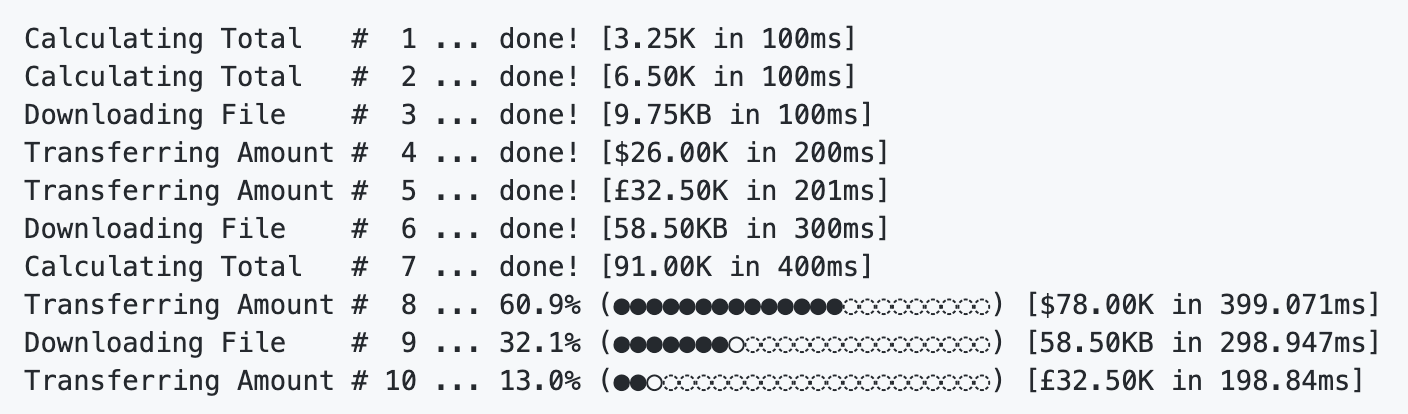 Calculating Total   #  1 ... done! [3.25K in 100ms]
Calculating Total   #  2 ... done! [6.50K in 100ms]
Downloading File    #  3 ... done! [9.75KB in 100ms]
Transferring Amount #  4 ... done! [$26.00K in 200ms]
Transferring Amount #  5 ... done! [£32.50K in 201ms]
Downloading File    #  6 ... done! [58.50KB in 300ms]
Calculating Total   #  7 ... done! [91.00K in 400ms]
Transferring Amount #  8 ... 60.9% (●●●●●●●●●●●●●●◌◌◌◌◌◌◌◌◌) [$78.00K in 399.071ms]
Downloading File    #  9 ... 32.1% (●●●●●●●○◌◌◌◌◌◌◌◌◌◌◌◌◌◌◌) [58.50KB in 298.947ms]
Transferring Amount # 10 ... 13.0% (●●○◌◌◌◌◌◌◌◌◌◌◌◌◌◌◌◌◌◌◌◌) [£32.50K in 198.84ms]